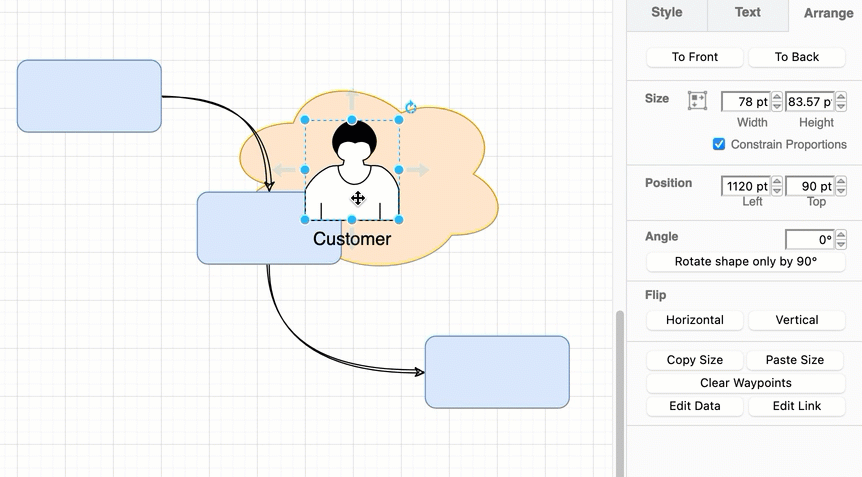 Style Text Arrange
To Front To Back
Size 78 pt 83.57 p
Width Height
Constrain Proportions
Position 1120 pt 90 pt
Left Top
Angle 0°
Rotate shape only by 90°
Flip
Horizontal Vertical
Copy Size Paste Size
Clear Waypoints
Edit Data Edit Link
Customer